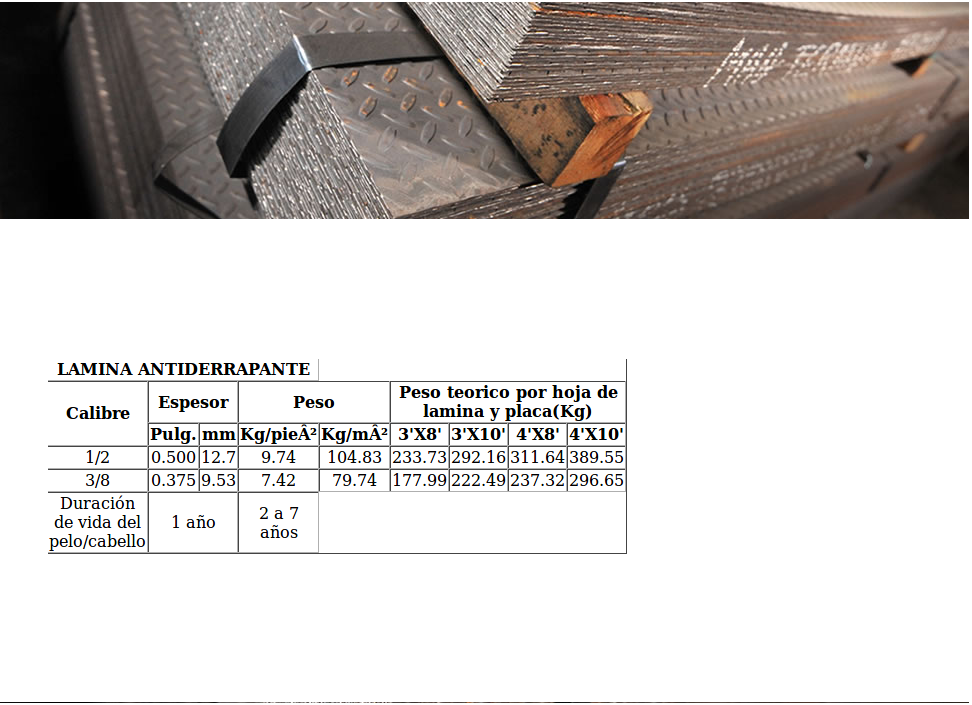 LAMINA ANTIDERRAPANTE
Calibre Espesor Peso Peso teorico por hoja de lamina y placa(Kg)
Pulg. mm Kg/pieÂ² Kg/mÂ² 3'X8' 3'X10' 4'X8' 4'X10'
1/2 0.500 12.7 9.74 104.83 233.73 292.16 311.64 389.55
3/8 0.375 9.53 7.42 79.74 177.99 222.49 237.32 296.65
Duración de vida del pelo/cabello 1 año 2 a 7 años